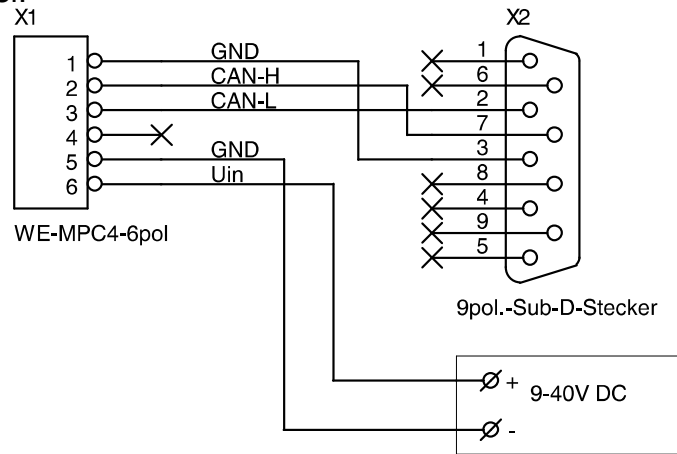 X1
X2
1
2
3
4
5
6
GND
CAN-H
CAN-L
GND
Uin
1
6
2
7
3
8
4
9
5
WE-MPC4-6pol
9pol.-Sub-D-Stecker
+
9-40V DC
-